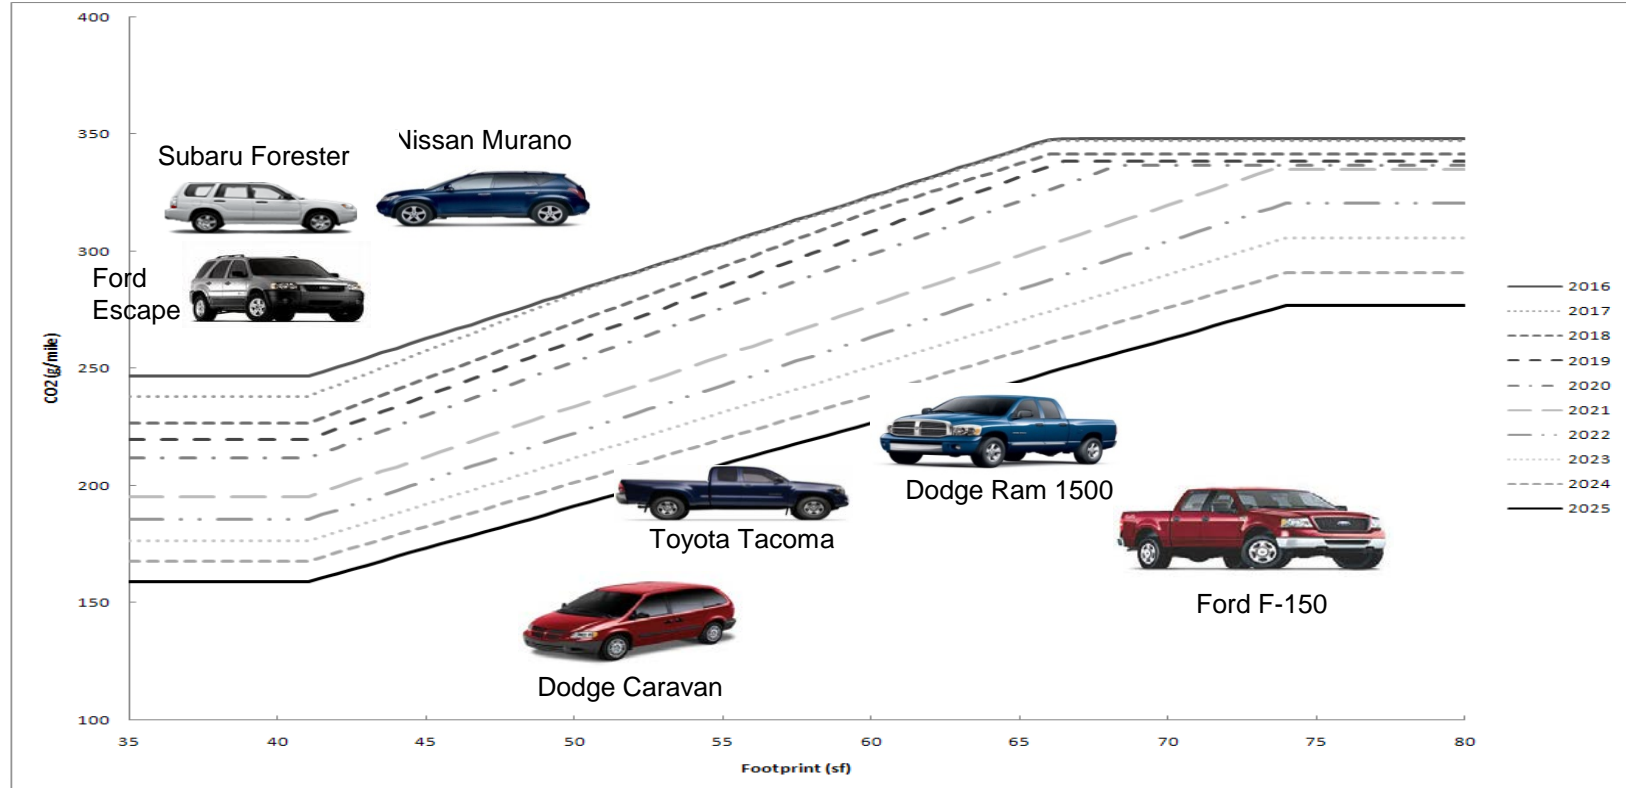 400
350
300
250
200
150
100
CO2 (g/mile)
Subaru Forester
Nissan Murano
Ford
Escape
Toyota Tacoma
Dodge Ram 1500
Dodge Caravan
Ford F-150
2016
2017
2018
2019
2020
2021
2022
2023
2024
2025
35
40
45
50
55
60
65
70
75
80
Footprint (sf)